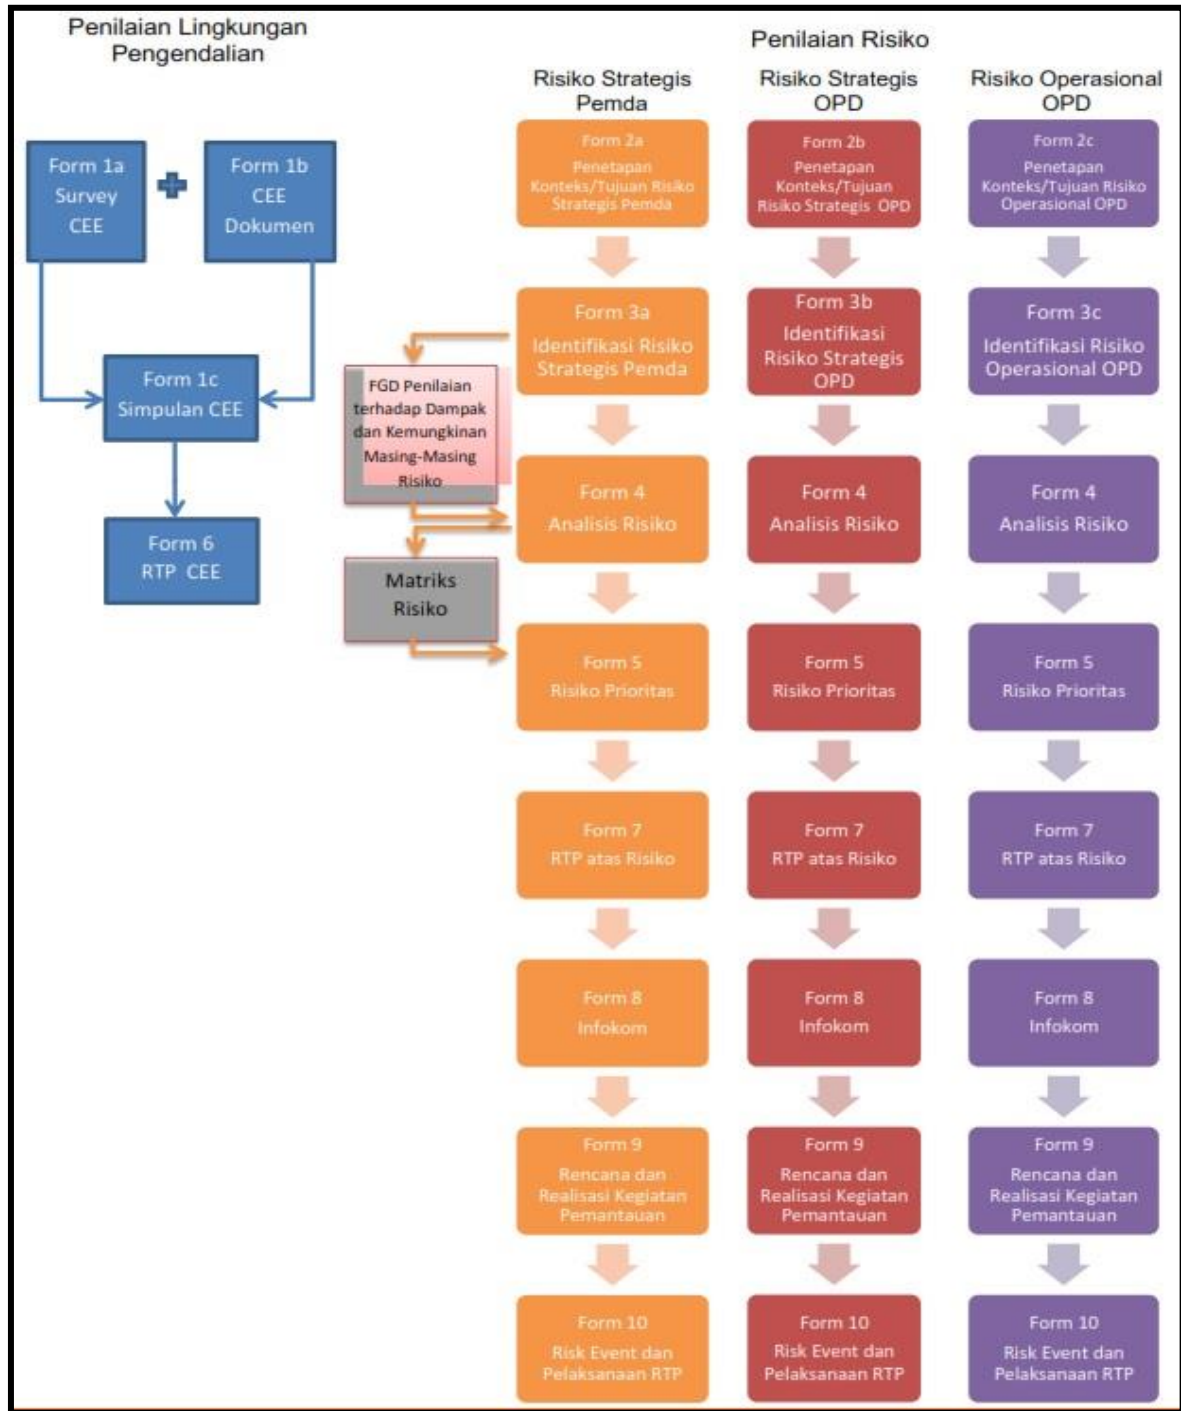 Penilaian Lingkungan
Pengendalian
Form 1a
Survey
CEE
Form 1b
CEE
Dokumen
Form 1c
Simpulan CEE
Form 6
RTP CEE
Penilaian Risiko
Risiko Strategis
Pemda
Form 2a
Penetapan
Konteks/Tujuan Risiko
Strategis Pemda
Form 3a
Identifikasi Risiko
Strategis Pemda
FGD Penilaian
terhadap Dampak
dan Kemungkinan
Masing-Masing
Risiko
Form 4
Analisis Risiko
Matriks
Risiko
Form 5
Risiko Prioritas
Form 7
RTP atas Risiko
Form 8
Infokom
Form 9
Rencana dan
Realisasi Kegiatan
Pemantauan
Form 10
Risk Event dan
Pelaksanaan RTP
Risiko Strategis
OPD
Form 2b
Penetapan
Konteks/Tujuan
Risiko Strategis OPD
Form 3b
Identifikasi
Risiko Strategis
OPD
Form 4
Analisis Risiko
Form 5
Risiko Prioritas
Form 7
RTP atas Risiko
Form 8
Infokom
Form 9
Rencana dan
Realisasi Kegiatan
Pemantauan
Form 10
Risk Event dan
Pelaksanaan RTP
Risiko Operasional
OPD
Form 2c
Penetapan
Konteks/Tujuan Risiko
Operasional OPD
Form 3c
Identifikasi Risiko
Operasional OPD
Form 4
Analisis Risiko
Form 5
Risiko Prioritas
Form 7
RTP atas Risiko
Form 8
Infokom
Form 9
Rencana dan
Realisasi Kegiatan
Pemantauan
Form 10
Risk Event dan
Pelaksanaan RTP